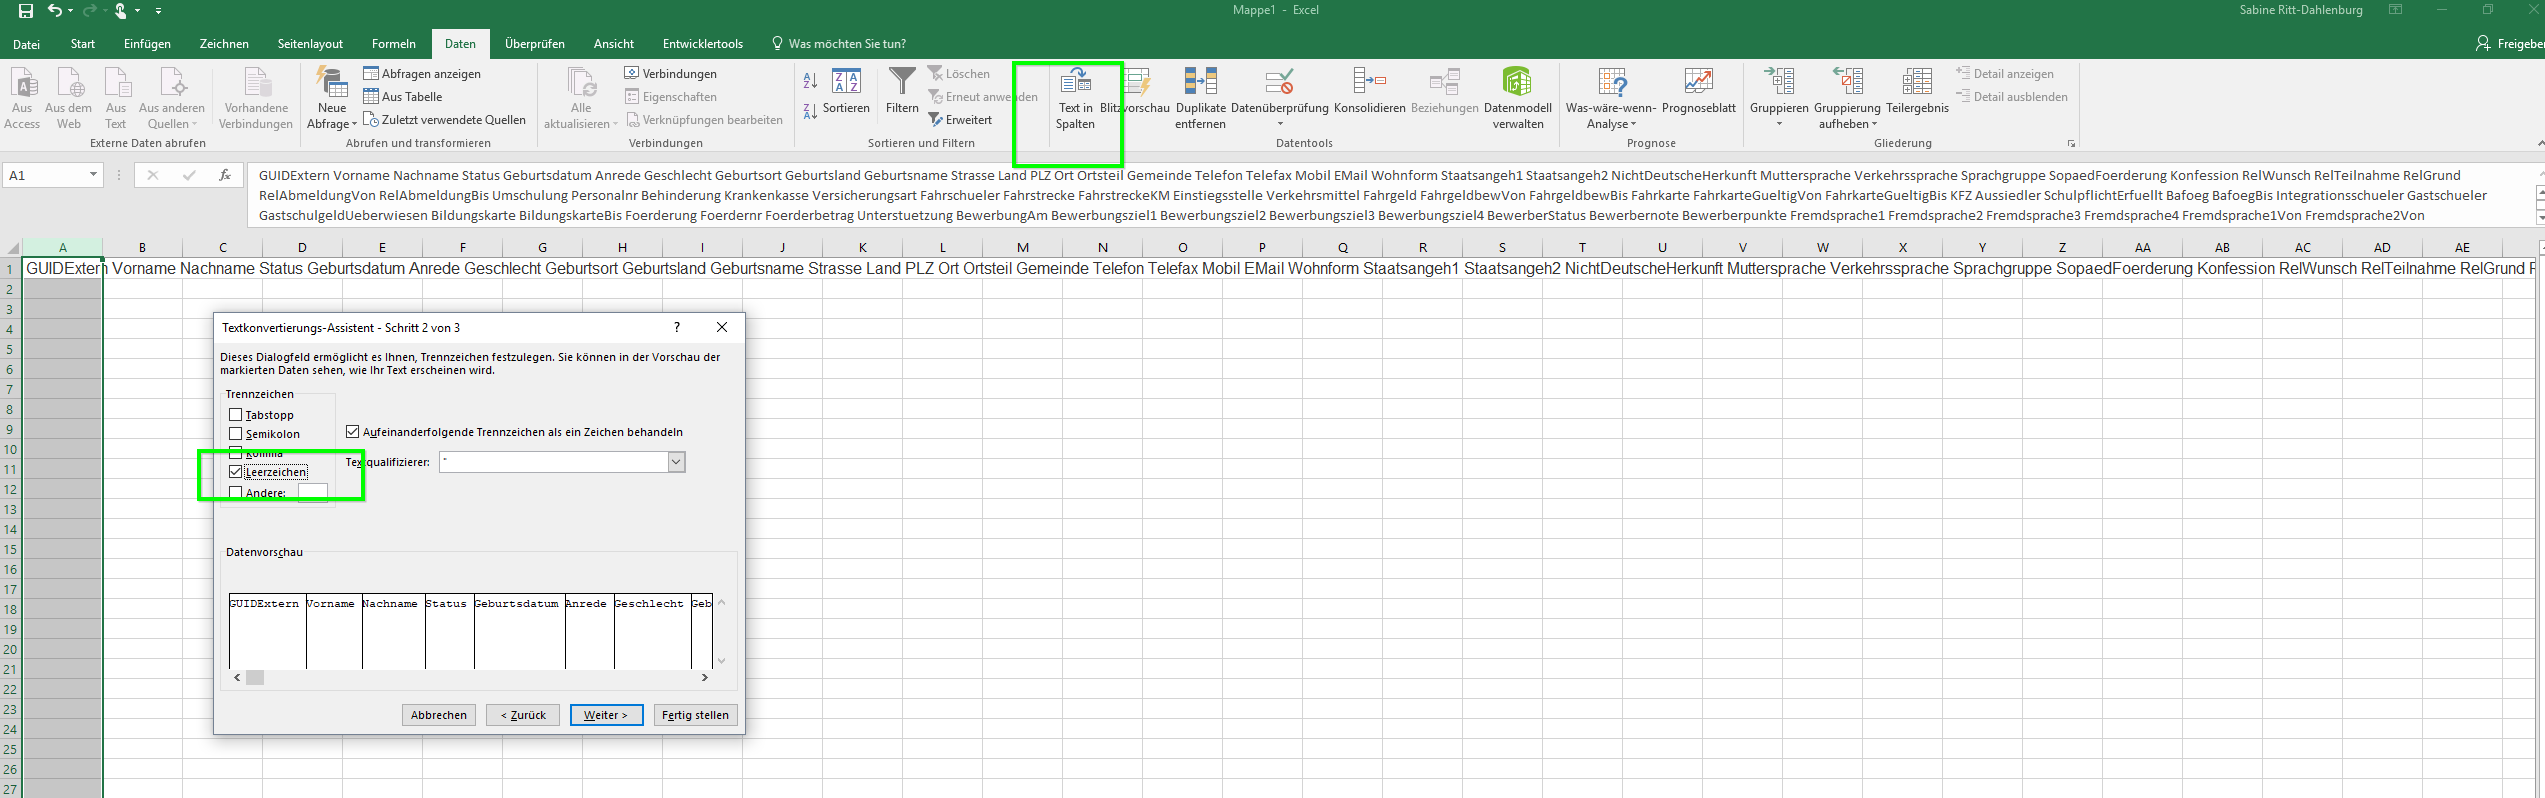 Mappe1 - Excel
Sabine Ritt-Dahlenburg
Datei Start Einfügen Zeichnen Seitenlayout Formeln Daten Überprüfen Ansicht Entwicklertools Was möchten Sie tun?
Aus Access
Aus dem Web
Aus Text
Aus anderen Quellen
Vorhandene Verbindungen
Externe Daten abrufen
Neue Abfrage
Abfragen anzeigen
Aus Tabelle
Zuletzt verwendete Quellen
Abrufen und transformieren
Alle aktualisieren
Verbindungen
Eigenschaften
Verknüpfungen bearbeiten
Verbindungen
Sortieren
Filtern
Löschen
Erneut anwenden
Erweitert
Sortieren und Filtern
Text in Spalten
Blitzvorschau
Duplikate entfernen
Datenüberprüfung
Konsolidieren
Beziehungen
Datenmodell verwalten
Datentools
Was-wäre-wenn-Analyse
Prognoseblatt
Prognose
Gruppieren
Gruppierung aufheben
Teilergebnis
Detail anzeigen
Detail ausblenden
Gliederung
A1
fx
GUIDExtern Vorname Nachname Status Geburtsdatum Anrede Geschlecht Geburtsort Geburtsland Geburtsname Strasse Land PLZ Ort Ortsteil Gemeinde Telefon Telefax Mobil EMail Wohnform Staatsangeh1 Staatsangeh2 NichtDeutscheHerkunft Muttersprache Verkehrssprache Sprachgruppe SopaedFoerderung Konfession RelWunsch RelTeilnahme RelGrund
RelAbmeldungVon RelAbmeldungBis Umschulung Personalnr Behinderung Krankenkasse Versicherungsart Fahrschueler Fahrstrecke FahrstreckeKM Einstiegsstelle Verkehrsmittel Fahrgeld FahrgeldbewVon FahrgeldbewBis Fahrkarte FahrkarteGueltigVon FahrkarteGueltigBis KFZ Aussiedler SchulpflichtErfuellt Bafoeg BafoegBis Integrationsschueler Gastschueler
GastschulgeldUeberwiesen Bildungskarte BildungskarteBis Foerderung Foerdernr Foerderbetrag Unterstuetzung BewerbungAm Bewerbungsziel1 Bewerbungsziel2 Bewerbungsziel3 Bewerbungsziel4 BewerberStatus Bewerbernote Bewerberpunkte Fremdsprache1 Fremdsprache2 Fremdsprache3 Fremdsprache4 Fremdsprache1Von Fremdsprache2Von
A B C D E F G H I J K L M N O P Q R S T U V W X Y Z AA AB AC AD AE
1 GUIDExtern Vorname Nachname Status Geburtsdatum Anrede Geschlecht Geburtsort Geburtsland Geburtsname Strasse Land PLZ Ort Ortsteil Gemeinde Telefon Telefax Mobil EMail Wohnform Staatsangeh1 Staatsangeh2 NichtDeutscheHerkunft Muttersprache Verkehrssprache Sprachgruppe SopaedFoerderung Konfession RelWunsch RelTeilnahme RelGrund
2
3
4
5
6
7
8
9
10
11
12
13
14
15
16
17
18
19
20
21
22
23
24
25
26
27
Textkonvertierungs-Assistent - Schritt 2 von 3
Dieses Dialogfeld ermöglicht es Ihnen, Trennzeichen festzulegen. Sie können in der Vorschau der
markierten Daten sehen, wie Ihr Text erscheinen wird.
Trennzeichen
Tabstopp
Semikolon
Komma
Leerzeichen
Andere:
Aufeinanderfolgende Trennzeichen als ein Zeichen behandeln
Textqualifizierer: "
Datenvorschau
GUIDExtern Vorname Nachname Status Geburtsdatum Anrede Geschlecht Geb
Abbrechen < Zurück Weiter > Fertig stellen